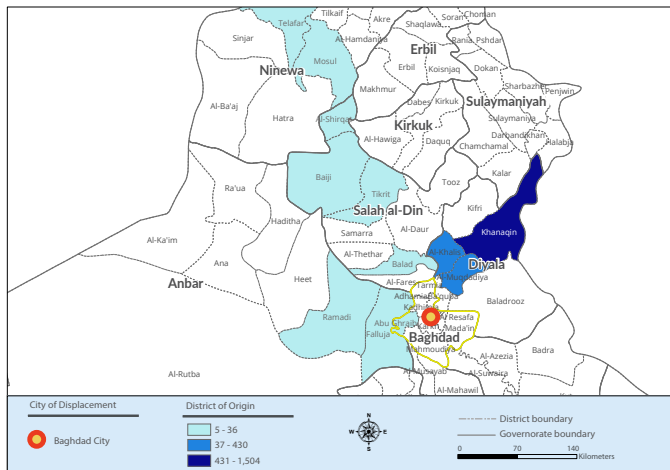 Tilkaif
Akre
Soran
Choman
Telafar
Shaqlawa
Al-Hamdaniya
Rania
Pshdar
Sinjar
Erbil
Mosul
Ninewa
Erbil
Koisnjaq
Dokan
Makhmur
Sharbazher
Penjwin
Al-Ba'aj
Dabes
Kirkuk
Sulaymaniyah
Hatra
Al-Shirqat
Kirkuk
Sulaymaniya
Al-Hawiga
Daquq
Darbandikhan
Halabja
Chamchamal
Baiji
Kalar
Ra'ua
Tikrit
Tooz
Salah al-Din
Kifri
Haditha
Samarra
Al-Daur
Khanaqin
Al-Ka'im
Al-Khalis
Al-Thethar
Balad
Diyala
Ana
Heet
Al-Muqdadiya
Anbar
Al-Fares
Tarmia
Adhamia
Ba'quba
Baladrooz
Kadhimia
Ramadi
Abu Ghraib
Al Resafa
Falluja
Karkh
Mada'in
Baghdad
Mahmoudiya
Al-Azezia
Badra
Al-Rutba
Al-Musayab
Al-Suwaira
Al-Mahawil
City of Displacement
District of Origin
N
W
E
S
5 - 36
District boundary
Baghdad City
37 - 430
Governorate boundary
431 - 1,504
0
70
140
Kilometers